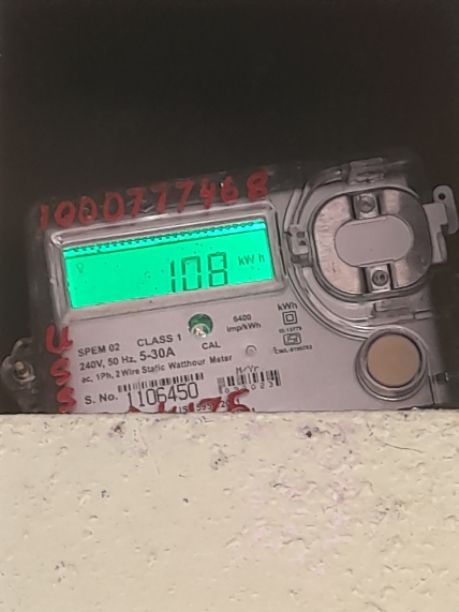 1000777468
108 kWh
kWh
6400
imp/kWh
SPEM 02 CLASS 1
240V, 50 Hz, 5-30A CAL
ac, 1Ph, 2 Wire Static Watthour Meter
M/Yr
S. No. 1106450